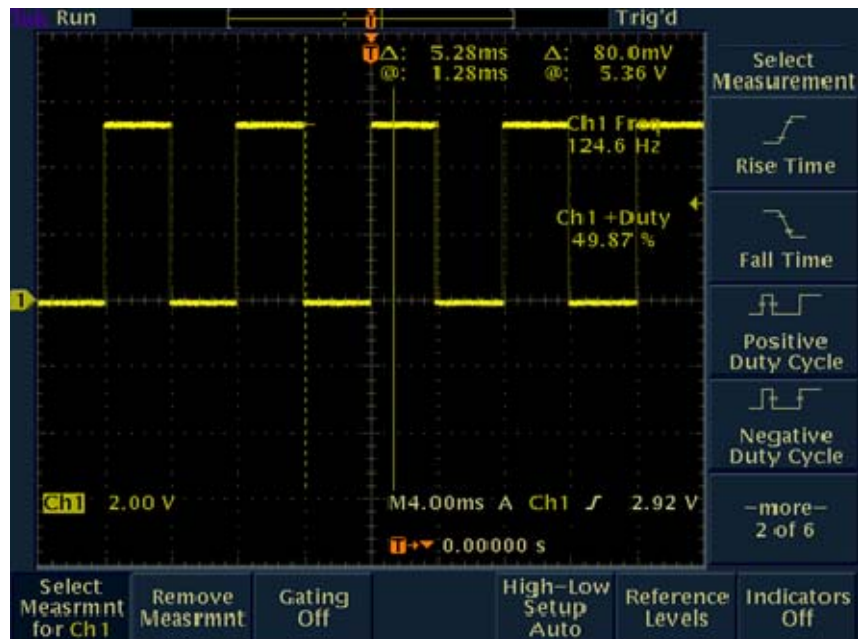 Tek Run
Trig'd
T
T
Δ: 5.28ms Δ: 80.0mV
@: 1.28ms @: 5.36 V
Ch1 Freq
124.6 Hz
Ch1 +Duty
49.87 %
1
Ch1 2.00 V
M4.00ms A Ch1 2.92 V
T 0.00000 s
Select
Measurement
Rise Time
Fall Time
Positive
Duty Cycle
Negative
Duty Cycle
-more-
2 of 6
Select
Measrmnt
for Ch1
Remove
Measrmnt
Gating
Off
High-Low
Setup
Auto
Reference
Levels
Indicators
Off